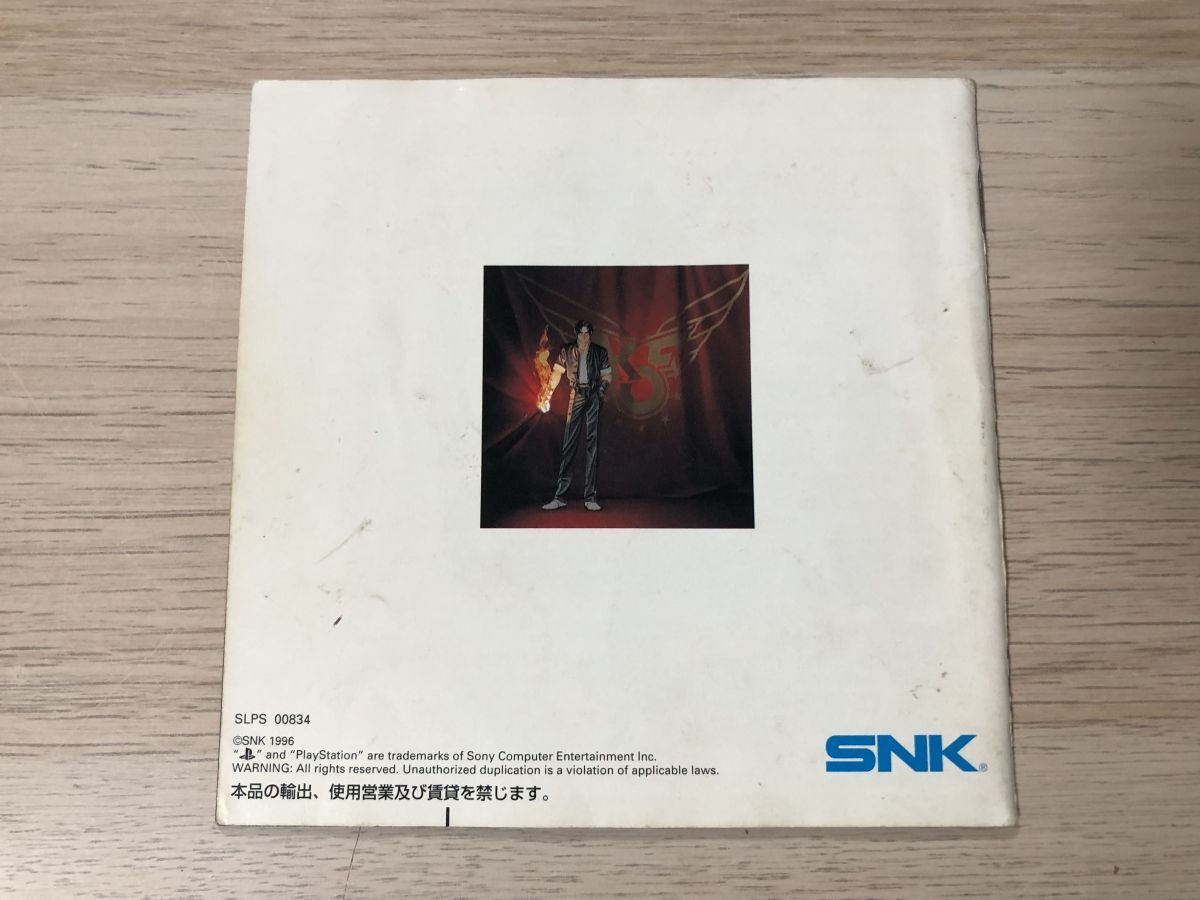 KOF
SLPS 00834
©SNK 1996
“ ” and “PlayStation” are trademarks of Sony Computer Entertainment Inc.
WARNING: All rights reserved. Unauthorized duplication is a violation of applicable laws.
本品の輸出、使用営業及び賃貸を禁じます。
SNK®